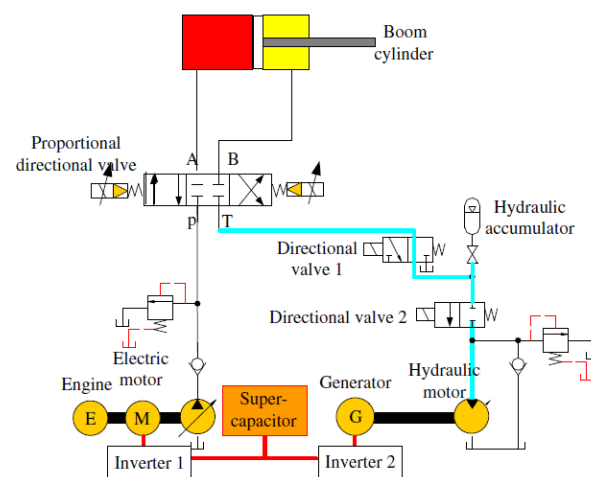 Boom
cylinder
Proportional
directional valve
A
B
p
T
Hydraulic
accumulator
Directional
valve 1
Directional valve 2
Electric
motor
Engine
Generator
Hydraulic
motor
E
M
Super-
capacitor
G
Inverter 1
Inverter 2